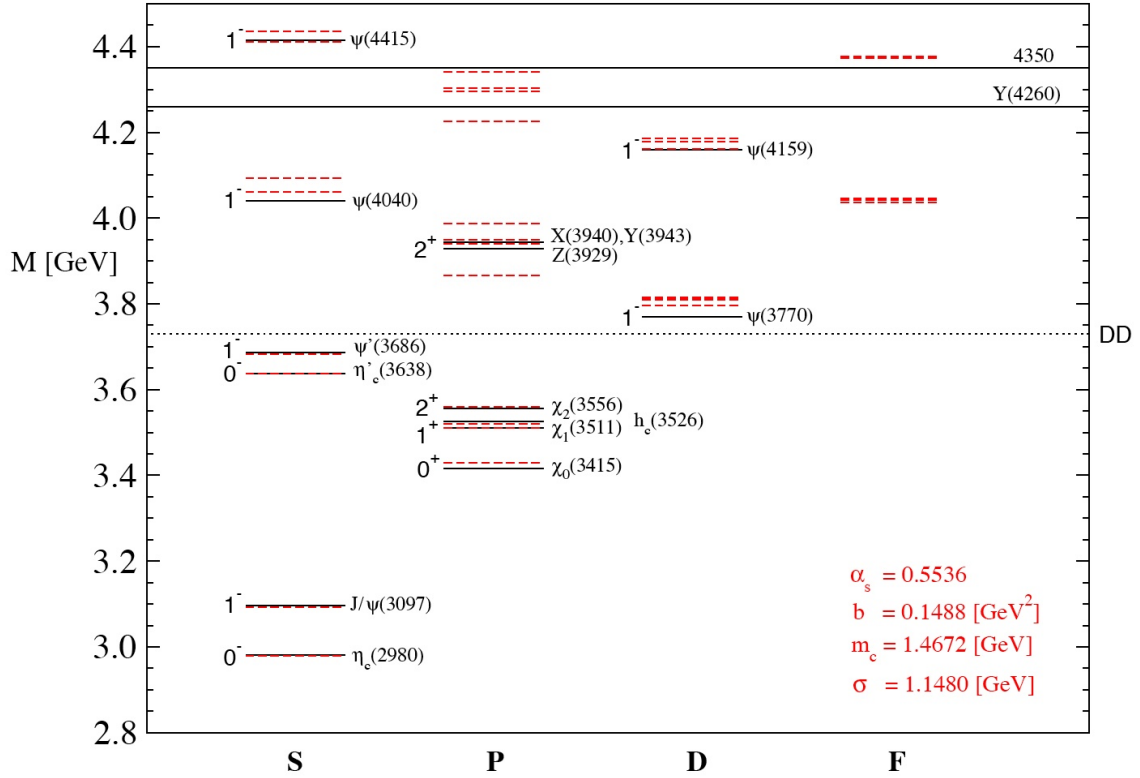 4.4
1- ψ(4415)
4350
Y(4260)
4.2
1- ψ(4159)
1- ψ(4040)
4.0
X(3940),Y(3943)
2+ Z(3929)
M [GeV]
3.8
1- ψ(3770)
DD
1- ψ'(3686)
0- η'c(3638)
3.6
2+ χ2(3556)
hc(3526)
1+ χ1(3511)
0+ χ0(3415)
3.4
3.2
αs = 0.5536
1- J/ψ(3097)
b = 0.1488 [GeV2]
3.0
mc = 1.4672 [GeV]
0- ηc(2980)
σ = 1.1480 [GeV]
2.8
S P D F